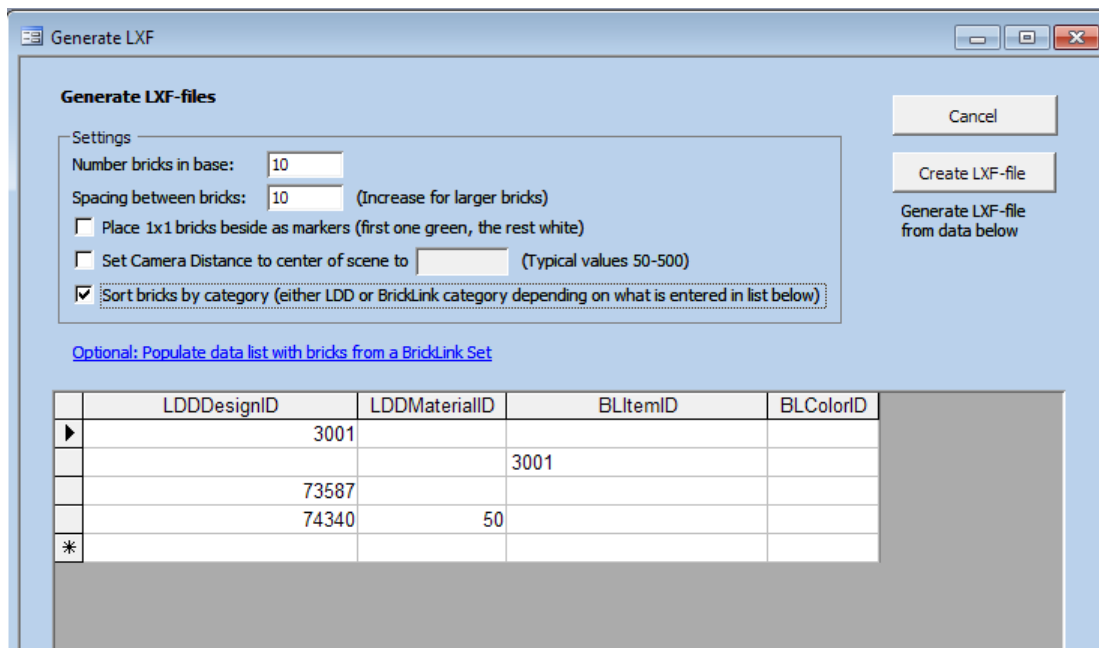 Generate LXF
Generate LXF-files
Cancel
Settings
Number bricks in base: 10
Create LXF-file
Spacing between bricks: 10 (Increase for larger bricks)
Generate LXF-file
from data below
Place 1x1 bricks beside as markers (first one green, the rest white)
Set Camera Distance to center of scene to (Typical values 50-500)
Sort bricks by category (either LDD or BrickLink category depending on what is entered in list below)
Optional: Populate data list with bricks from a BrickLink Set
LDDDesignID LDDMaterialID BLItemID BLColorID
3001
3001
73587
74340 50